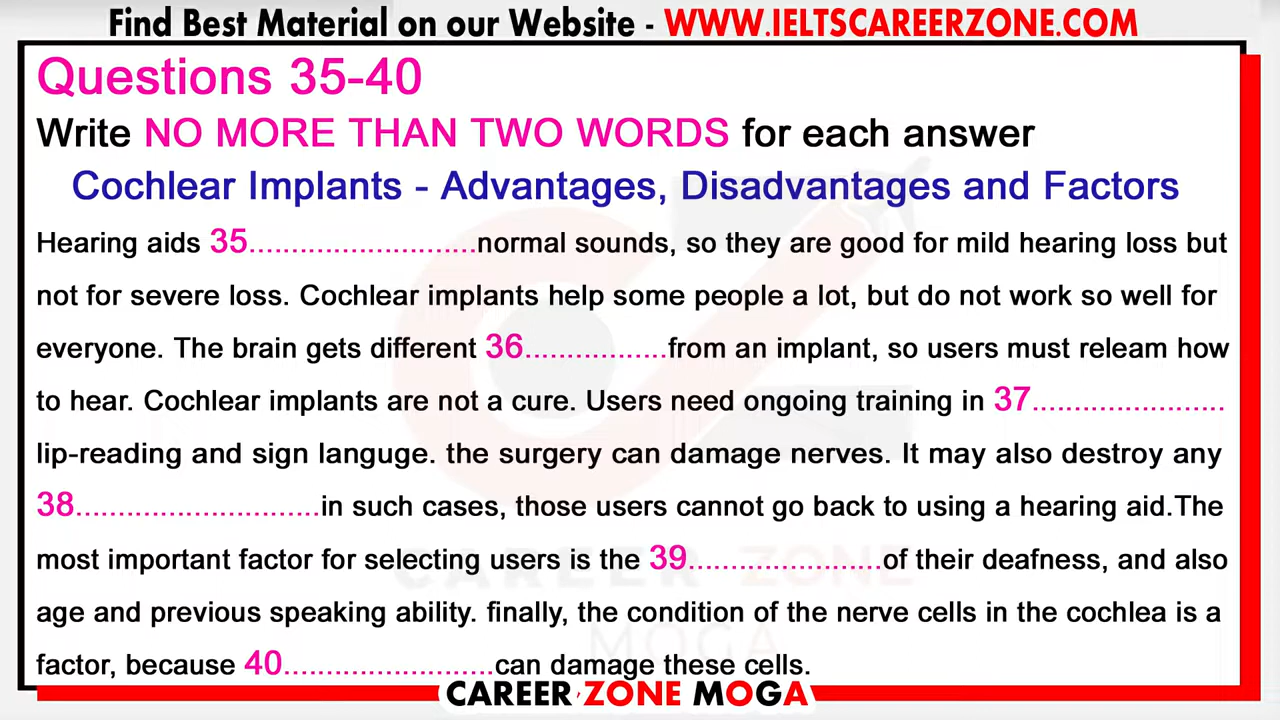 Find Best Material on our Website - WWW.IELTSCAREERZONE.COM
Questions 35-40
Write NO MORE THAN TWO WORDS for each answer
Cochlear Implants - Advantages, Disadvantages and Factors
Hearing aids 35...........................normal sounds, so they are good for mild hearing loss but
not for severe loss. Cochlear implants help some people a lot, but do not work so well for
everyone. The brain gets different 36.................from an implant, so users must releam how
to hear. Cochlear implants are not a cure. Users need ongoing training in 37.......................
lip-reading and sign languge. the surgery can damage nerves. It may also destroy any
38.............................in such cases, those users cannot go back to using a hearing aid.The
most important factor for selecting users is the 39.......................of their deafness, and also
age and previous speaking ability. finally, the condition of the nerve cells in the cochlea is a
factor, because 40.........................can damage these cells.
CAREER ZONE
MOGA
CAREER ZONE MOGA